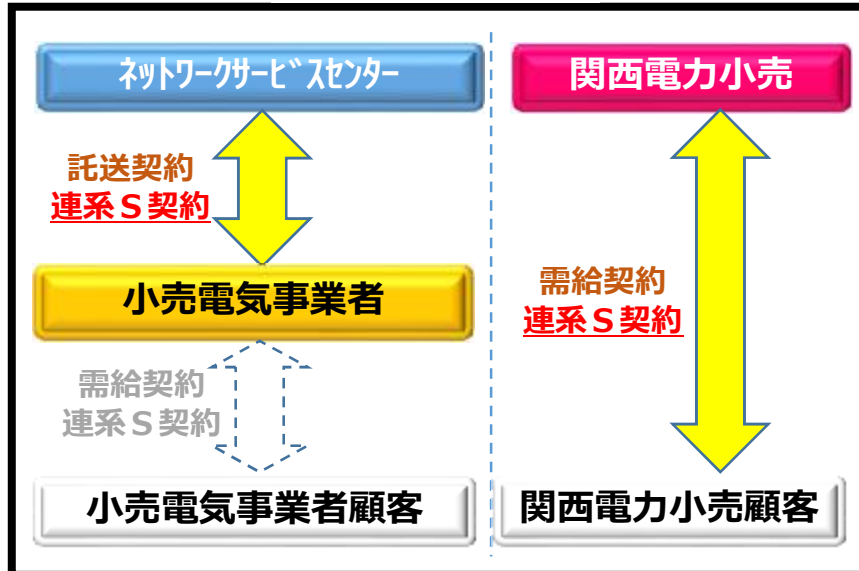 ネットワークサービスセンター
託送契約
連系Ｓ契約
小売電気事業者
需給契約
連系Ｓ契約
小売電気事業者顧客
関西電力小売
需給契約
連系Ｓ契約
関西電力小売顧客